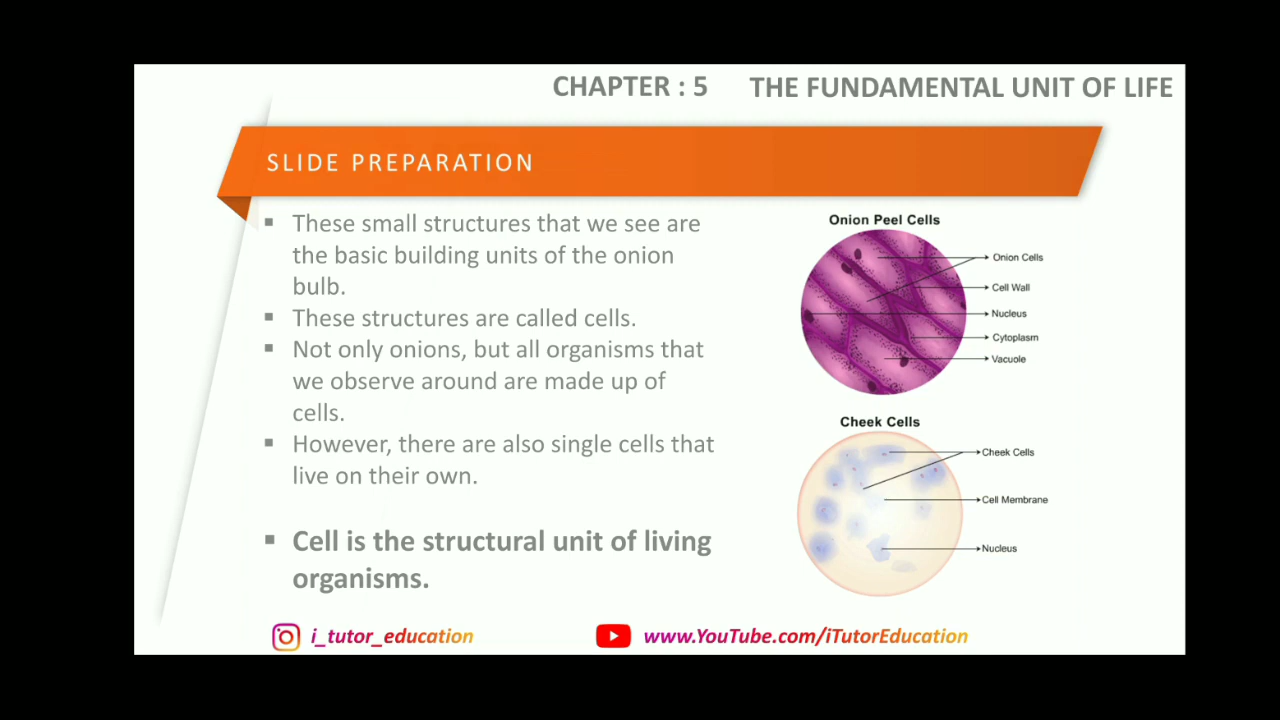 CHAPTER : 5 THE FUNDAMENTAL UNIT OF LIFE
SLIDE PREPARATION
▪ These small structures that we see are
the basic building units of the onion
bulb.
▪ These structures are called cells.
▪ Not only onions, but all organisms that
we observe around are made up of
cells.
▪ However, there are also single cells that
live on their own.
▪ Cell is the structural unit of living
organisms.
Onion Peel Cells
Onion Cells
Cell Wall
Nucleus
Cytoplasm
Vacuole
Cheek Cells
Cheek Cells
Cell Membrane
Nucleus
i_tutor_education
www.YouTube.com/iTutorEducation